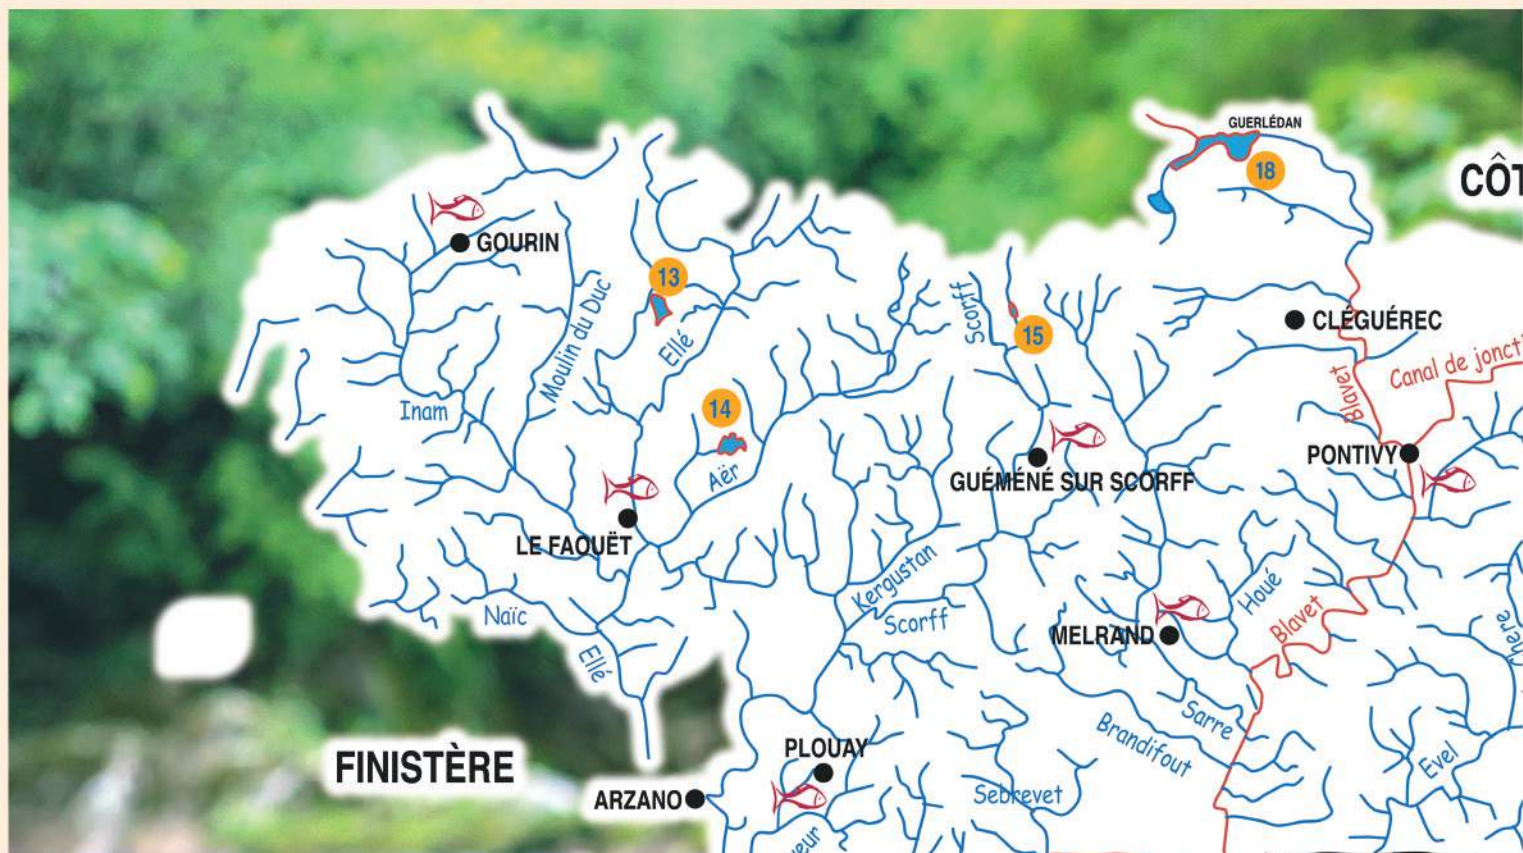 GUERLÉDAN
18
CÔT
GOURIN
13
Moulin du Duc
Ellé
Scorff
15
CLÉGUÉREC
Canal de joncti
Blavet
Inam
14
Aër
PONTIVY
GUÉMÉNÉ SUR SCORFF
LE FAOUËT
Kergustan
Naïc
Scorff
Houé
Blavet
MELRAND
Ellé
Sarre
Brandifout
Evel
FINISTÈRE
PLOUAY
ARZANO
Sebrevet